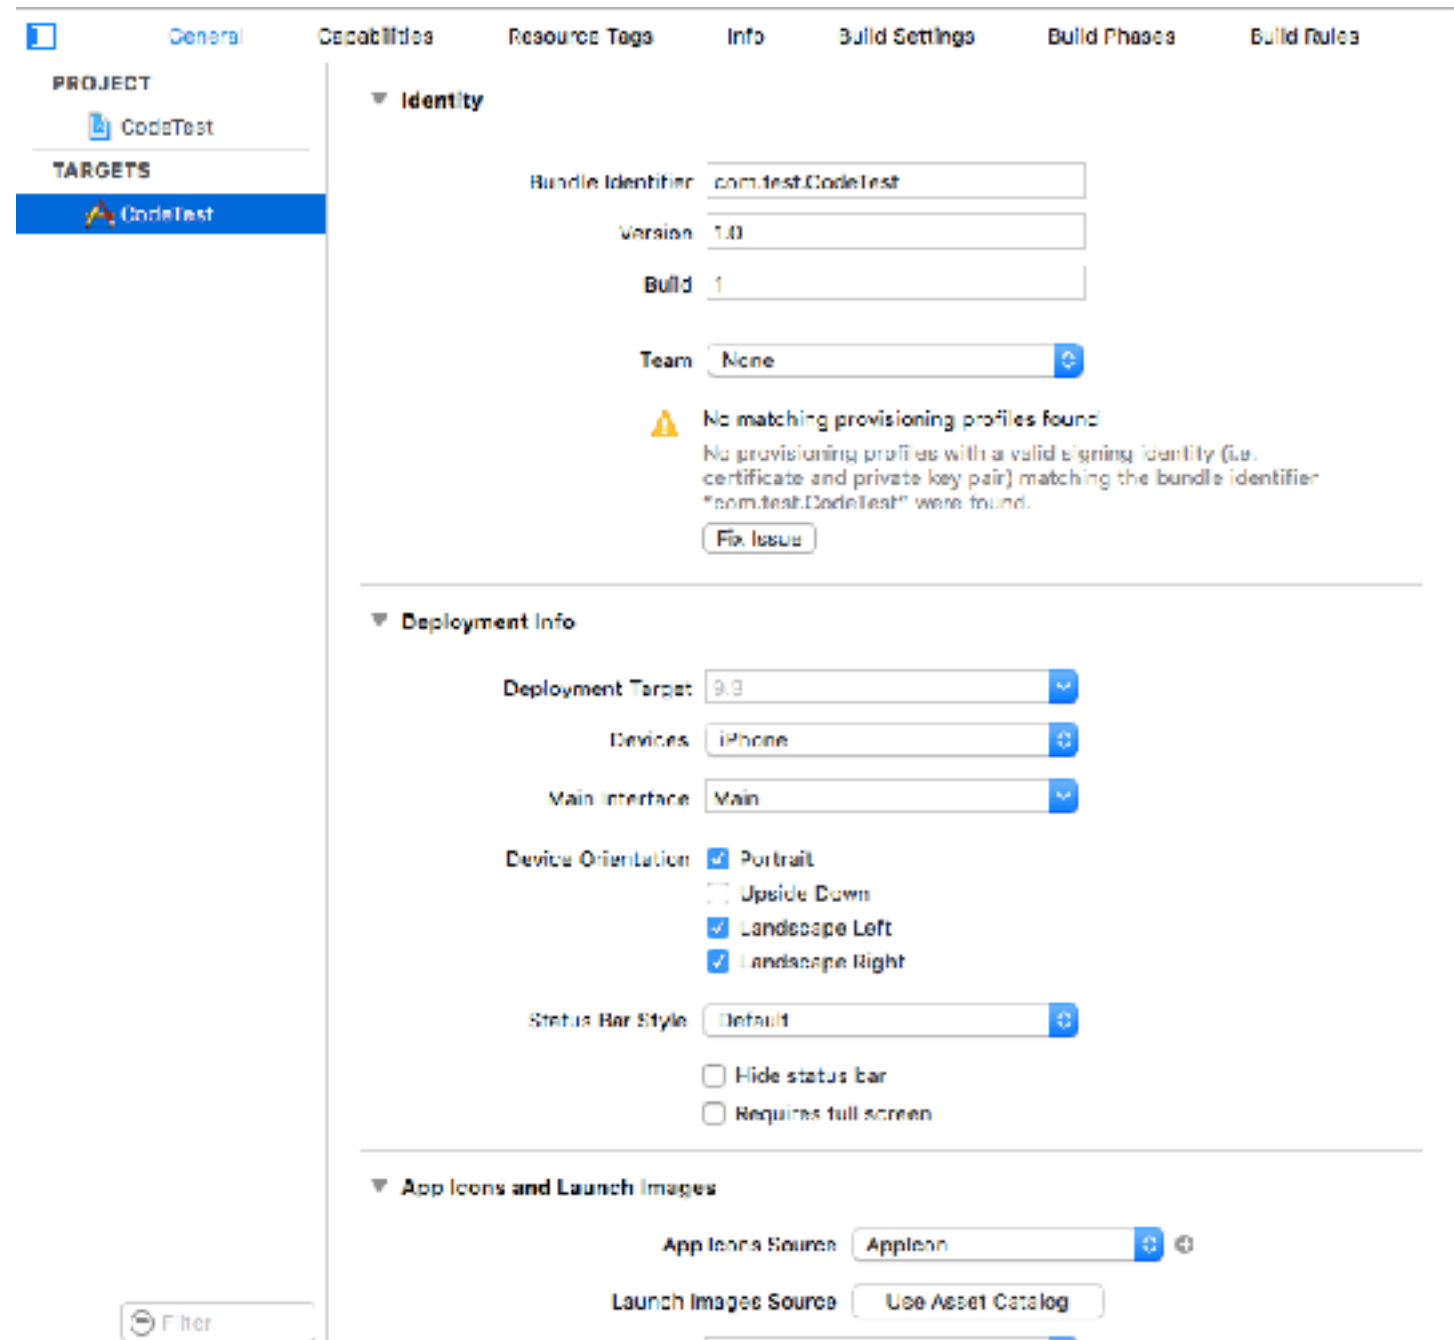 General Capabilities Resource Tags Info Build Settings Build Phases Build Rules
PROJECT
CodeTest
TARGETS
CodeTest
Identity
Bundle Identifier com.test.CodeTest
Version 1.0
Build 1
Team None
No matching provisioning profiles found
No provisioning profiles with a valid signing identity (i.e.
certificate and private key pair) matching the bundle identifier
"com.test.CodeTest" were found.
Fix Issue
Deployment Info
Deployment Target 9.3
Devices iPhone
Main Interface Main
Device Orientation Portrait
Upside Down
Landscape Left
Landscape Right
Status Bar Style Default
Hide status bar
Requires full screen
App Icons and Launch Images
App Icons Source AppIcon
Launch Images Source Use Asset Catalog
Filter